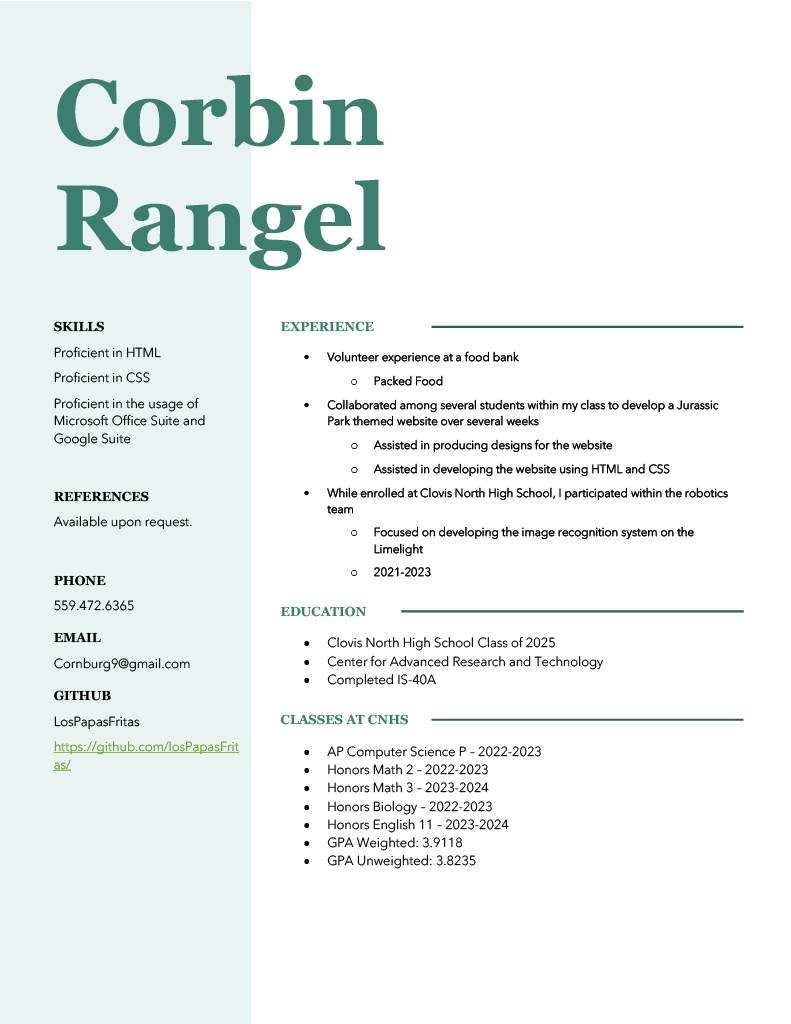 Corbin
Rangel
SKILLS
Proficient in HTML
Proficient in CSS
Proficient in the usage of
Microsoft Office Suite and
Google Suite
REFERENCES
Available upon request.
PHONE
559.472.6365
EMAIL
Cornburg9@gmail.com
GITHUB
LosPapasFritas
https://github.com/losPapasFrit
as/
EXPERIENCE
• Volunteer experience at a food bank
o Packed Food
• Collaborated among several students within my class to develop a Jurassic
Park themed website over several weeks
o Assisted in producing designs for the website
o Assisted in developing the website using HTML and CSS
• While enrolled at Clovis North High School, I participated within the robotics
team
o Focused on developing the image recognition system on the
Limelight
o 2021-2023
EDUCATION
• Clovis North High School Class of 2025
• Center for Advanced Research and Technology
• Completed IS-40A
CLASSES AT CNHS
• AP Computer Science P – 2022-2023
• Honors Math 2 – 2022-2023
• Honors Math 3 – 2023-2024
• Honors Biology – 2022-2023
• Honors English 11 – 2023-2024
• GPA Weighted: 3.9118
• GPA Unweighted: 3.8235